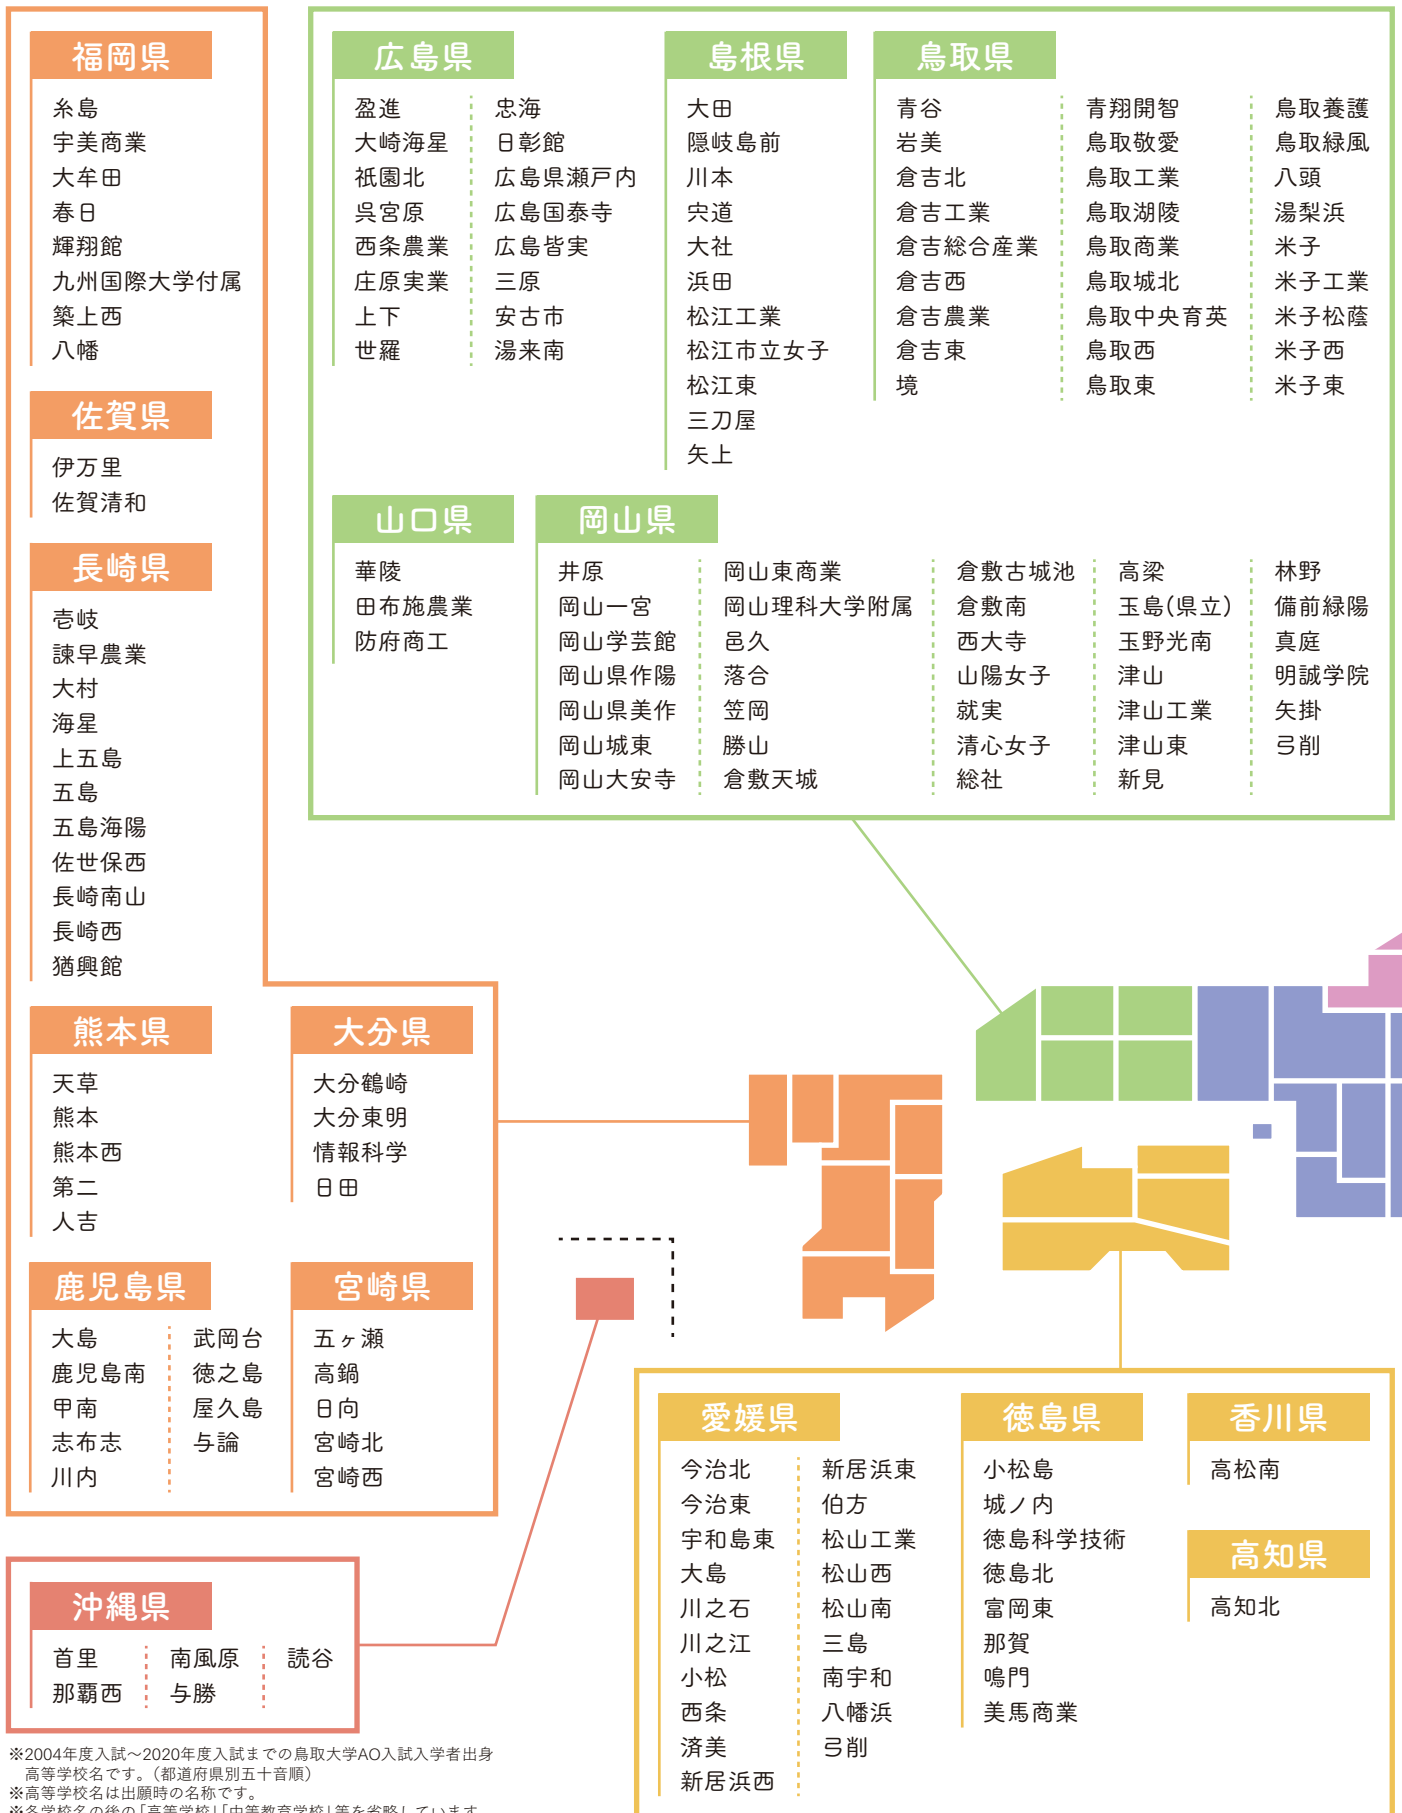 福岡県
糸島
宇美商業
大牟田
春日
輝翔館
九州国際大学付属
築上西
八幡
佐賀県
伊万里
佐賀清和
長崎県
壱岐
諫早農業
大村
海星
上五島
五島
五島海陽
佐世保西
長崎南山
長崎西
猶興館
熊本県
天草
熊本
熊本西
第二
人吉
大分県
大分鶴崎
大分東明
情報科学
日田
鹿児島県
大島
鹿児島南
甲南
志布志
川内
武岡台
徳之島
屋久島
与論
宮崎県
五ヶ瀬
高鍋
日向
宮崎北
宮崎西
沖縄県
首里
那覇西
南風原
与勝
読谷
広島県
盈進
大崎海星
祇園北
呉宮原
西条農業
庄原実業
上下
世羅
忠海
日彰館
広島県瀬戸内
広島国泰寺
広島皆実
三原
安古市
湯来南
島根県
大田
隠岐島前
川本
宍道
大社
浜田
松江工業
松江市立女子
松江東
三刀屋
矢上
鳥取県
青谷
岩美
倉吉北
倉吉工業
倉吉総合産業
倉吉西
倉吉農業
倉吉東
境
青翔開智
鳥取敬愛
鳥取工業
鳥取湖陵
鳥取商業
鳥取城北
鳥取中央育英
鳥取西
鳥取東
鳥取養護
鳥取緑風
八頭
湯梨浜
米子
米子工業
米子松蔭
米子西
米子東
山口県
華陵
田布施農業
防府商工
岡山県
井原
岡山一宮
岡山学芸館
岡山県作陽
岡山県美作
岡山城東
岡山大安寺
岡山東商業
岡山理科大学附属
邑久
落合
笠岡
勝山
倉敷天城
倉敷古城池
倉敷南
西大寺
山陽女子
就実
清心女子
総社
高梁
玉島(県立)
玉野光南
津山
津山工業
津山東
新見
林野
備前緑陽
真庭
明誠学院
矢掛
弓削
愛媛県
今治北
今治東
宇和島東
大島
川之石
川之江
小松
西条
済美
新居浜西
新居浜東
伯方
松山工業
松山西
松山南
三島
南宇和
八幡浜
弓削
徳島県
小松島
城ノ内
徳島科学技術
徳島北
富岡東
那賀
鳴門
美馬商業
香川県
高松南
高知県
高知北
※2004年度入試～2020年度入試までの鳥取大学AO入試入学者出身
高等学校名です。(都道府県別五十音順)
※高等学校名は出願時の名称です。
※各学校名の後の「高等学校」「中等教育学校」等を省略しています。